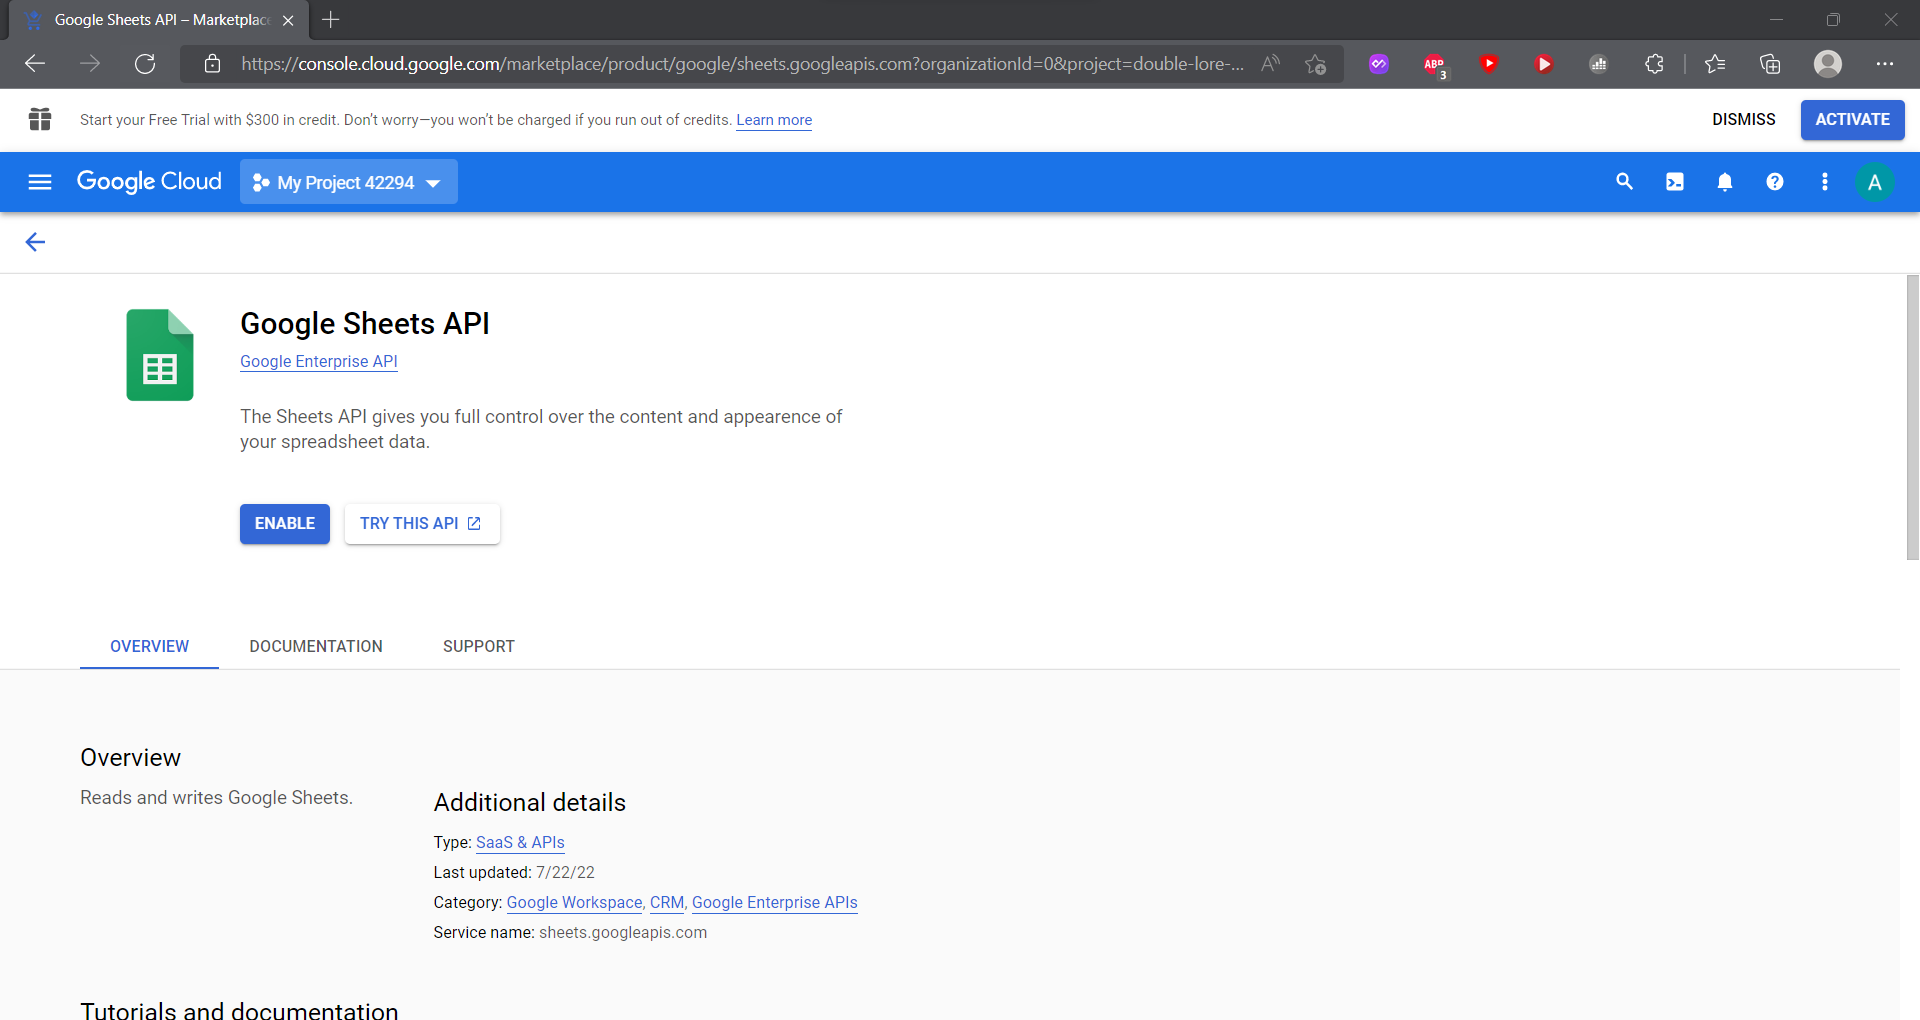 Google Sheets API – Marketplace
https://console.cloud.google.com/marketplace/product/google/sheets.googleapis.com?organizationId=0&project=double-lore-...
ABP
3
Start your Free Trial with $300 in credit. Don't worry—you won't be charged if you run out of credits. Learn more
DISMISS
ACTIVATE
Google Cloud
My Project 42294
A
Google Sheets API
Google Enterprise API
The Sheets API gives you full control over the content and appearence of
your spreadsheet data.
ENABLE
TRY THIS API
OVERVIEW
DOCUMENTATION
SUPPORT
Overview
Reads and writes Google Sheets.
Additional details
Type: SaaS & APIs
Last updated: 7/22/22
Category: Google Workspace, CRM, Google Enterprise APIs
Service name: sheets.googleapis.com
Tutorials and documentation